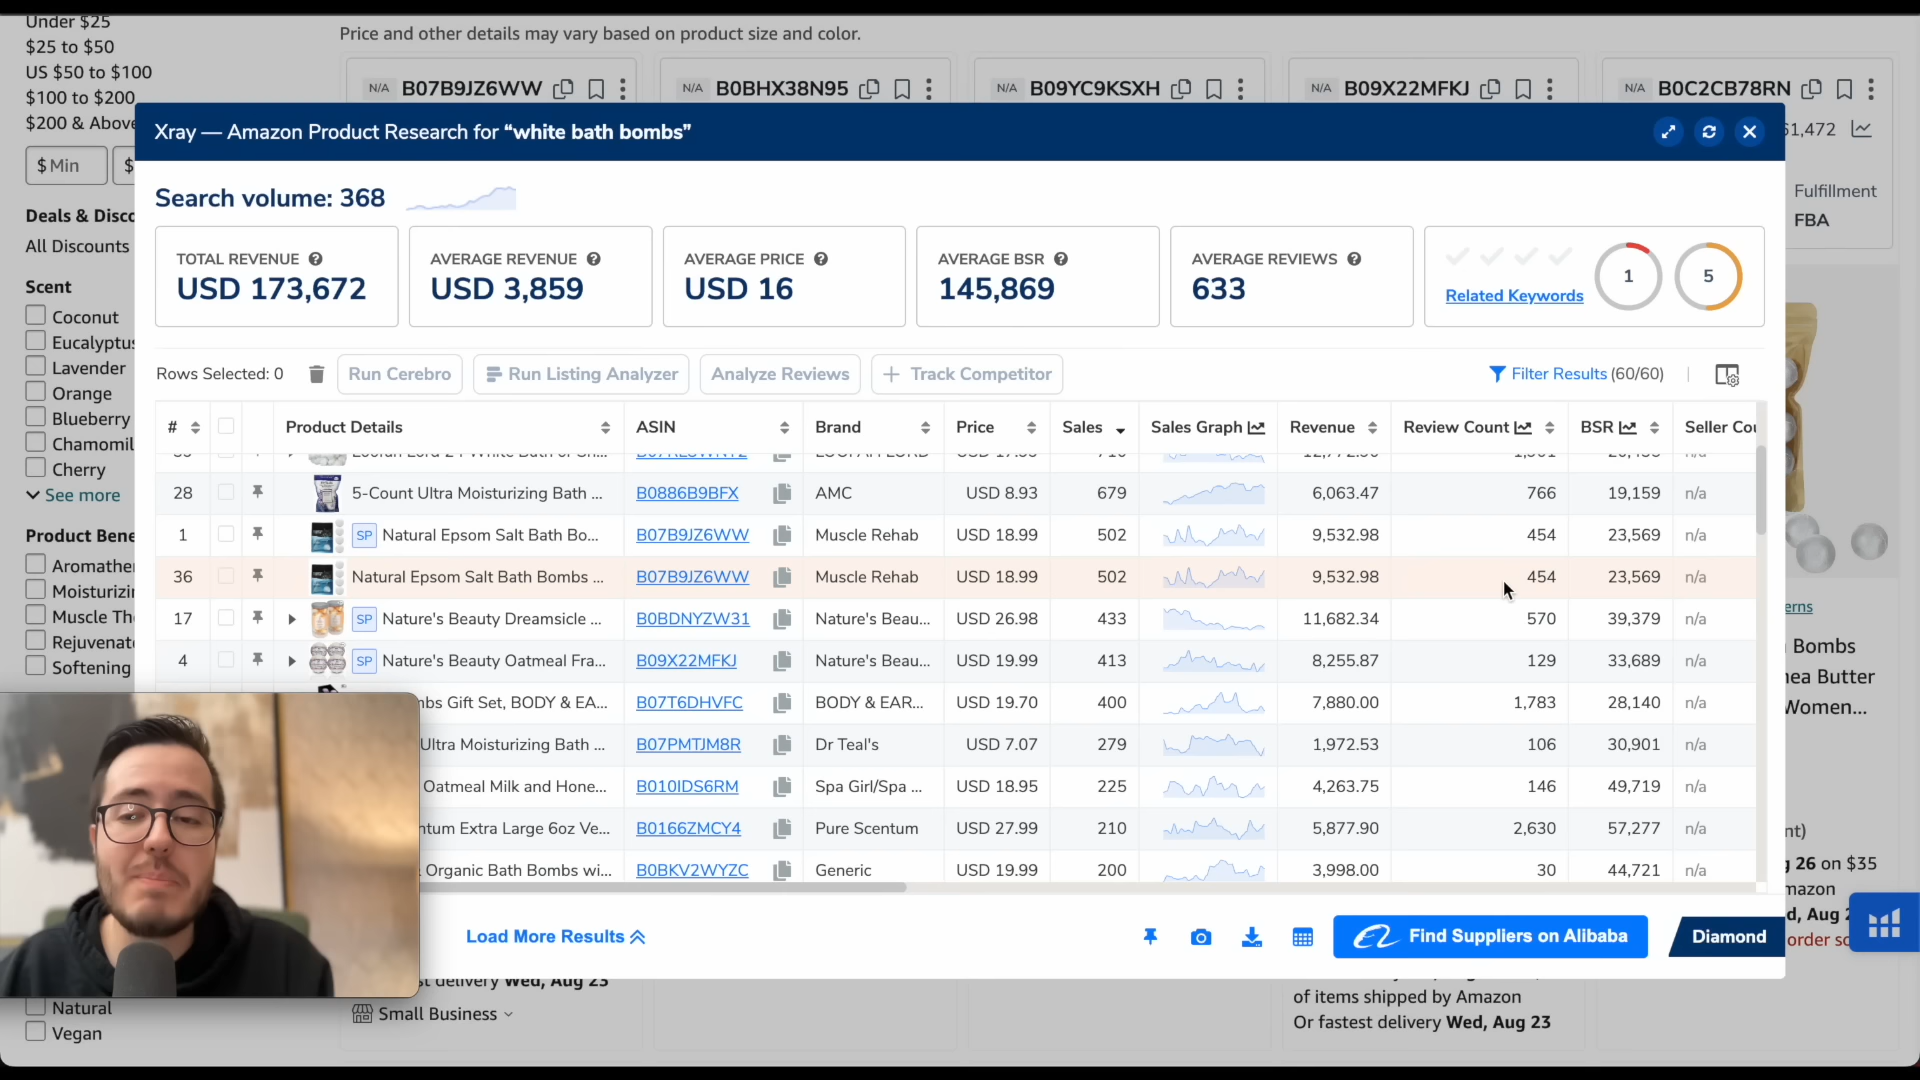 Under $25
$25 to $50
US $50 to $100
$100 to $200
$200 & Above
$ Min
$
Deals & Disco
All Discounts
Scent
Coconut
Eucalyptus
Lavender
Orange
Blueberry
Chamomil
Cherry
See more
Product Bene
Aromather
Moisturizin
Muscle Th
Rejuvenat
Softening
Natural
Vegan
Price and other details may vary based on product size and color.
N/A B07B9JZ6WW
N/A B0BHX38N95
N/A B09YC9KSXH
N/A B09X22MFKJ
N/A B0C2CB78RN
61,472
Fulfillment
FBA
Xray — Amazon Product Research for “white bath bombs”
Search volume: 368
TOTAL REVENUE
USD 173,672
AVERAGE REVENUE
USD 3,859
AVERAGE PRICE
USD 16
AVERAGE BSR
145,869
AVERAGE REVIEWS
633
Related Keywords
1
5
Rows Selected: 0 Run Cerebro Run Listing Analyzer Analyze Reviews + Track Competitor Filter Results (60/60)
# Product Details ASIN Brand Price Sales Sales Graph Revenue Review Count BSR Seller Cou
28 5-Count Ultra Moisturizing Bath ... B0886B9BFX AMC USD 8.93 679 6,063.47 766 19,159 n/a
1 SP Natural Epsom Salt Bath Bo... B07B9JZ6WW Muscle Rehab USD 18.99 502 9,532.98 454 23,569 n/a
36 Natural Epsom Salt Bath Bombs ... B07B9JZ6WW Muscle Rehab USD 18.99 502 9,532.98 454 23,569 n/a
17 SP Nature's Beauty Dreamsicle ... B0BDNYZW31 Nature's Beau... USD 26.98 433 11,682.34 570 39,379 n/a
4 SP Nature's Beauty Oatmeal Fra... B09X22MFKJ Nature's Beau... USD 19.99 413 8,255.87 129 33,689 n/a
bs Gift Set, BODY & EA... B07T6DHVFC BODY & EAR... USD 19.70 400 7,880.00 1,783 28,140 n/a
Ultra Moisturizing Bath ... B07PMTJM8R Dr Teal's USD 7.07 279 1,972.53 106 30,901 n/a
Oatmeal Milk and Hone... B010IDS6RM Spa Girl/Spa ... USD 18.95 225 4,263.75 146 49,719 n/a
ntum Extra Large 6oz Ve... B0166ZMCY4 Pure Scentum USD 27.99 210 5,877.90 2,630 57,277 n/a
Organic Bath Bombs wi... B0BKV2WYZC Generic USD 19.99 200 3,998.00 30 44,721 n/a
Load More Results
Find Suppliers on Alibaba
Diamond
erns
Bombs
ea Butter
Women...
nt)
26 on $35
mazon
d, Aug 2
order so
st delivery Wed, Aug 23
Small Business
of items shipped by Amazon
Or fastest delivery Wed, Aug 23